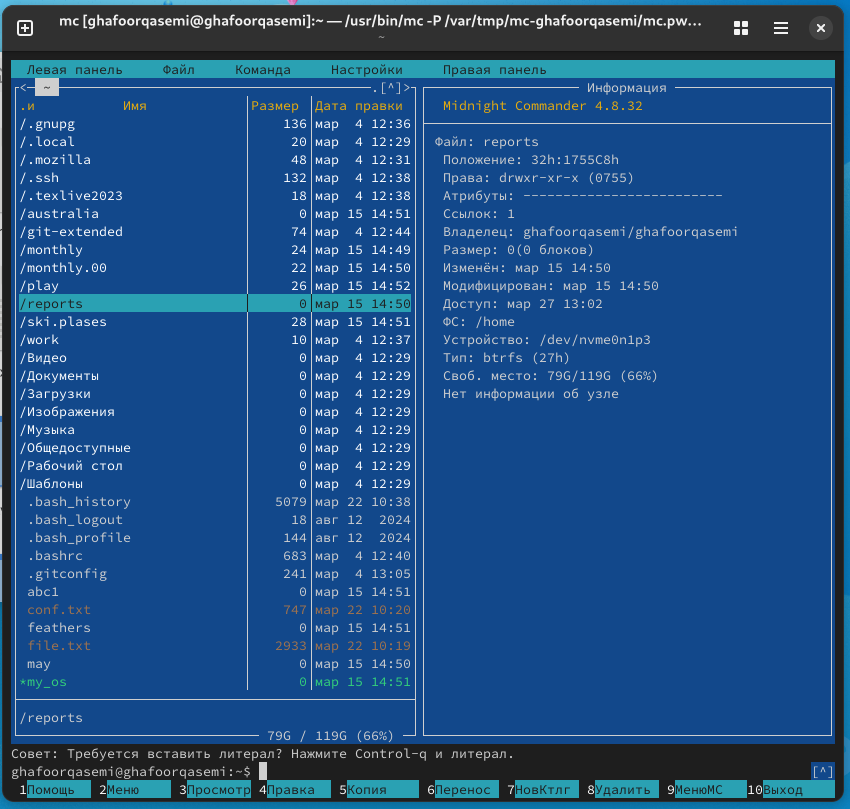 mc [ghafoorqasemi@ghafoorqasemi]:~ — /usr/bin/mc -P /var/tmp/mc-ghafoorqasemi/mc.pw…
~
Левая панель Файл Команда Настройки Правая панель
<─ ~ ─.[^]>
.и Имя Размер Дата правки
/.gnupg 136 мар 4 12:36
/.local 20 мар 4 12:29
/.mozilla 48 мар 4 12:31
/.ssh 132 мар 4 12:38
/.texlive2023 18 мар 4 12:38
/australia 0 мар 15 14:51
/git-extended 74 мар 4 12:44
/monthly 24 мар 15 14:49
/monthly.00 22 мар 15 14:50
/play 26 мар 15 14:52
/reports 0 мар 15 14:50
/ski.plases 28 мар 15 14:51
/work 10 мар 4 12:37
/Видео 0 мар 4 12:29
/Документы 0 мар 4 12:29
/Загрузки 0 мар 4 12:29
/Изображения 0 мар 4 12:29
/Музыка 0 мар 4 12:29
/Общедоступные 0 мар 4 12:29
/Рабочий стол 0 мар 4 12:29
/Шаблоны 0 мар 4 12:29
.bash_history 5079 мар 22 10:38
.bash_logout 18 авг 12 2024
.bash_profile 144 авг 12 2024
.bashrc 683 мар 4 12:40
.gitconfig 241 мар 4 13:05
abc1 0 мар 15 14:51
conf.txt 747 мар 22 10:20
feathers 0 мар 15 14:51
file.txt 2933 мар 22 10:19
may 0 мар 15 14:50
*my_os 0 мар 15 14:51
/reports
79G / 119G (66%)
Информация
Midnight Commander 4.8.32
Файл: reports
Положение: 32h:1755C8h
Права: drwxr-xr-x (0755)
Атрибуты: -------------------------
Ссылок: 1
Владелец: ghafoorqasemi/ghafoorqasemi
Размер: 0(0 блоков)
Изменён: мар 15 14:50
Модифицирован: мар 15 14:50
Доступ: мар 27 13:02
ФС: /home
Устройство: /dev/nvme0n1p3
Тип: btrfs (27h)
Своб. место: 79G/119G (66%)
Нет информации об узле
Совет: Требуется вставить литерал? Нажмите Control-q и литерал.
ghafoorqasemi@ghafoorqasemi:~$ [^]
1Помощь 2Меню 3Просмотр 4Правка 5Копия 6Перенос 7НовКтлг 8Удалить 9МенюМС 10Выход